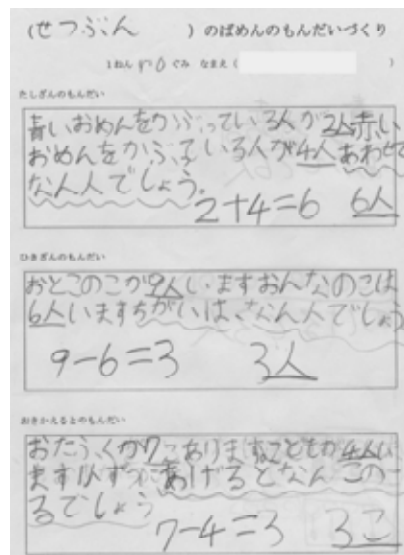 (せつぶん)のばめんのもんだいづくり
1ねん い0 くみ なまえ( )
たしざんのもんだい
青いおめんをかぶっている人が2人赤い
おめんをかぶっている人が4人あわせて
なん人でしょう。
2+4=6 6人
ひきざんのもんだい
おとこのこが9人いますおんなのこは
6人いますちがいは、なん人でしょう
9-6=3 3人
おきかえるとのもんだい
おたふくが7こありますこどもが4人い
ます1人ずつあげるとなんこのこ
るでしょう
7-4=3 3こ